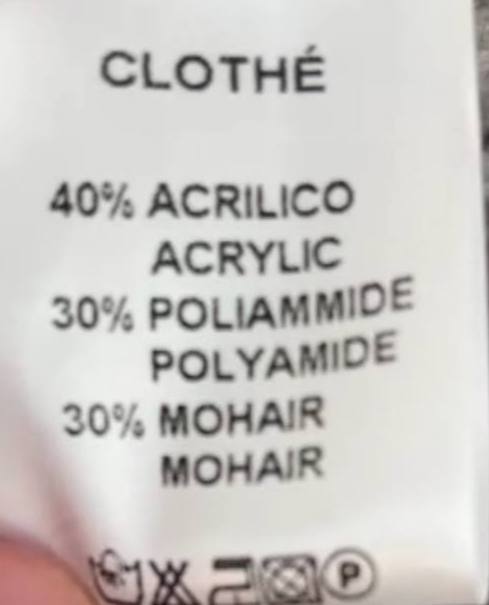 CLOTHÉ
40% ACRILICO
ACRYLIC
30% POLIAMMIDE
POLYAMIDE
30% MOHAIR
MOHAIR
P